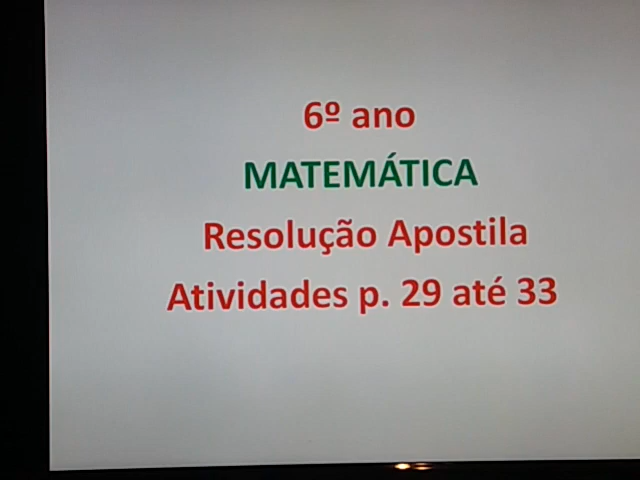 6º ano
MATEMÁTICA
Resolução Apostila
Atividades p. 29 até 33